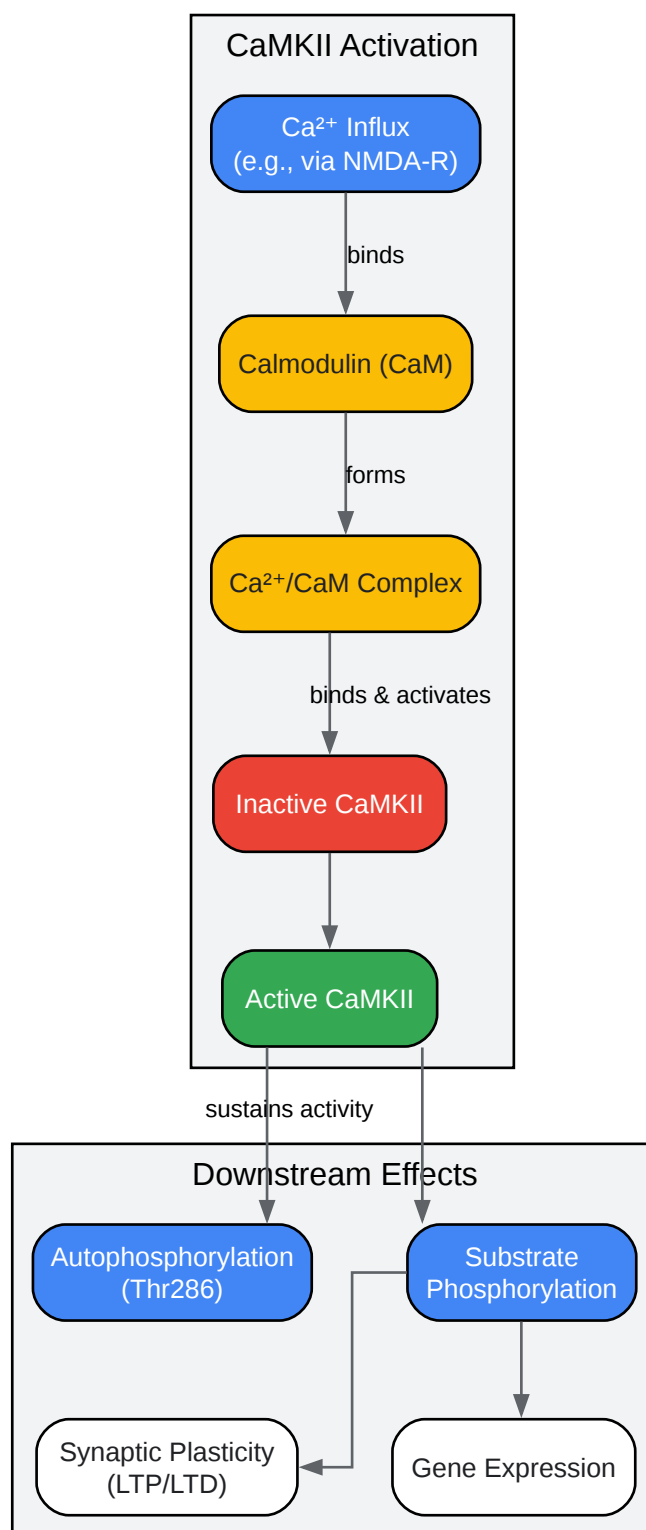 CaMKII Activation
Ca²⁺ Influx
(e.g., via NMDA-R)
binds
Calmodulin (CaM)
forms
Ca²⁺/CaM Complex
binds & activates
Inactive CaMKII
Active CaMKII
sustains activity
Downstream Effects
Autophosphorylation
(Thr286)
Substrate
Phosphorylation
Synaptic Plasticity
(LTP/LTD)
Gene Expression